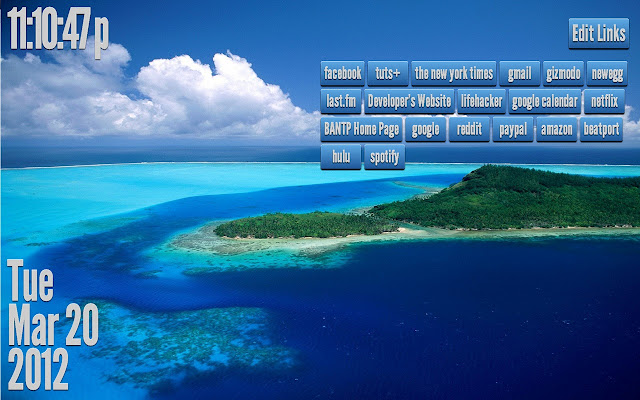 11:10:47 p
Edit Links
facebook tuts+ the new york times gmail gizmodo newegg
last.fm Developer's Website lifehacker google calendar netflix
BANTP Home Page google reddit paypal amazon beatport
hulu spotify
Tue
Mar 20
2012